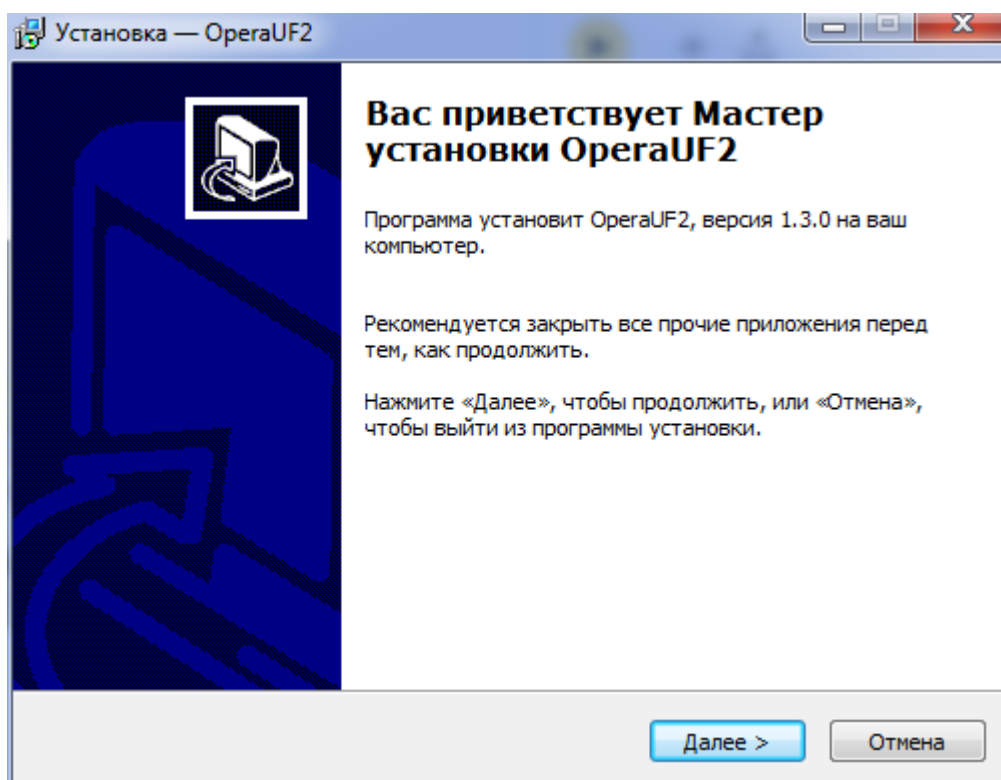 Установка — OperaUF2
Вас приветствует Мастер
установки OperaUF2
Программа установит OperaUF2, версия 1.3.0 на ваш
компьютер.
Рекомендуется закрыть все прочие приложения перед
тем, как продолжить.
Нажмите «Далее», чтобы продолжить, или «Отмена»,
чтобы выйти из программы установки.
Далее >
Отмена